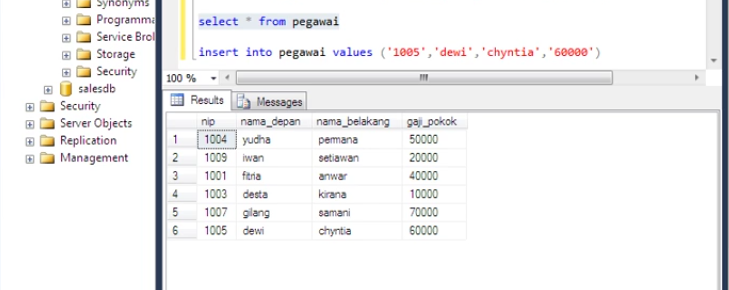 Synonyms
Programma
Service Brol
Storage
Security
salesdb
Security
Server Objects
Replication
Management
select * from pegawai
insert into pegawai values ('1005','dewi','chyntia','60000')
100 %
Results Messages
nip nama_depan nama_belakang gaji_pokok
1 1004 yudha permana 50000
2 1009 iwan setiawan 20000
3 1001 fitria anwar 40000
4 1003 desta kirana 10000
5 1007 gilang samani 70000
6 1005 dewi chyntia 60000